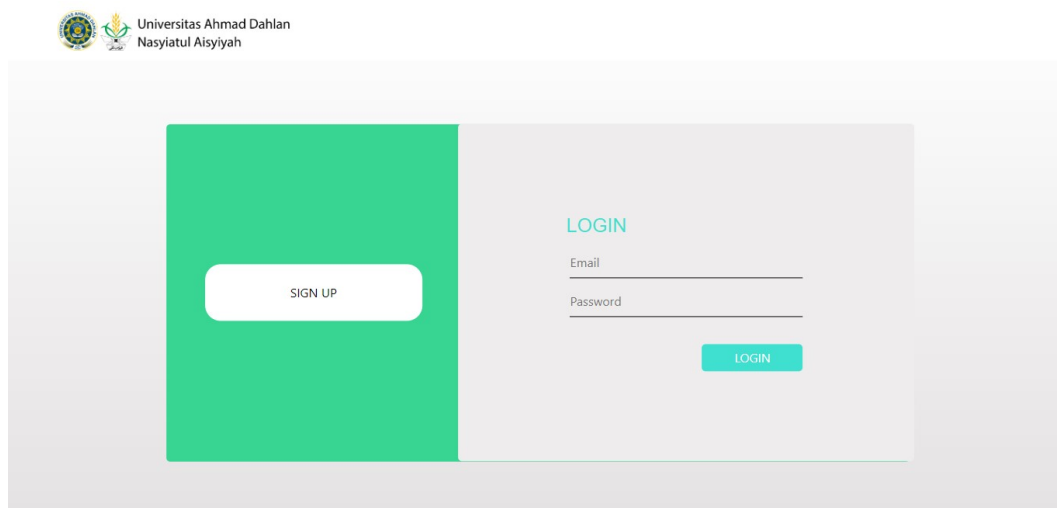 Universitas Ahmad Dahlan
Nasyiatul Aisyiyah
SIGN UP
LOGIN
Email
Password
LOGIN